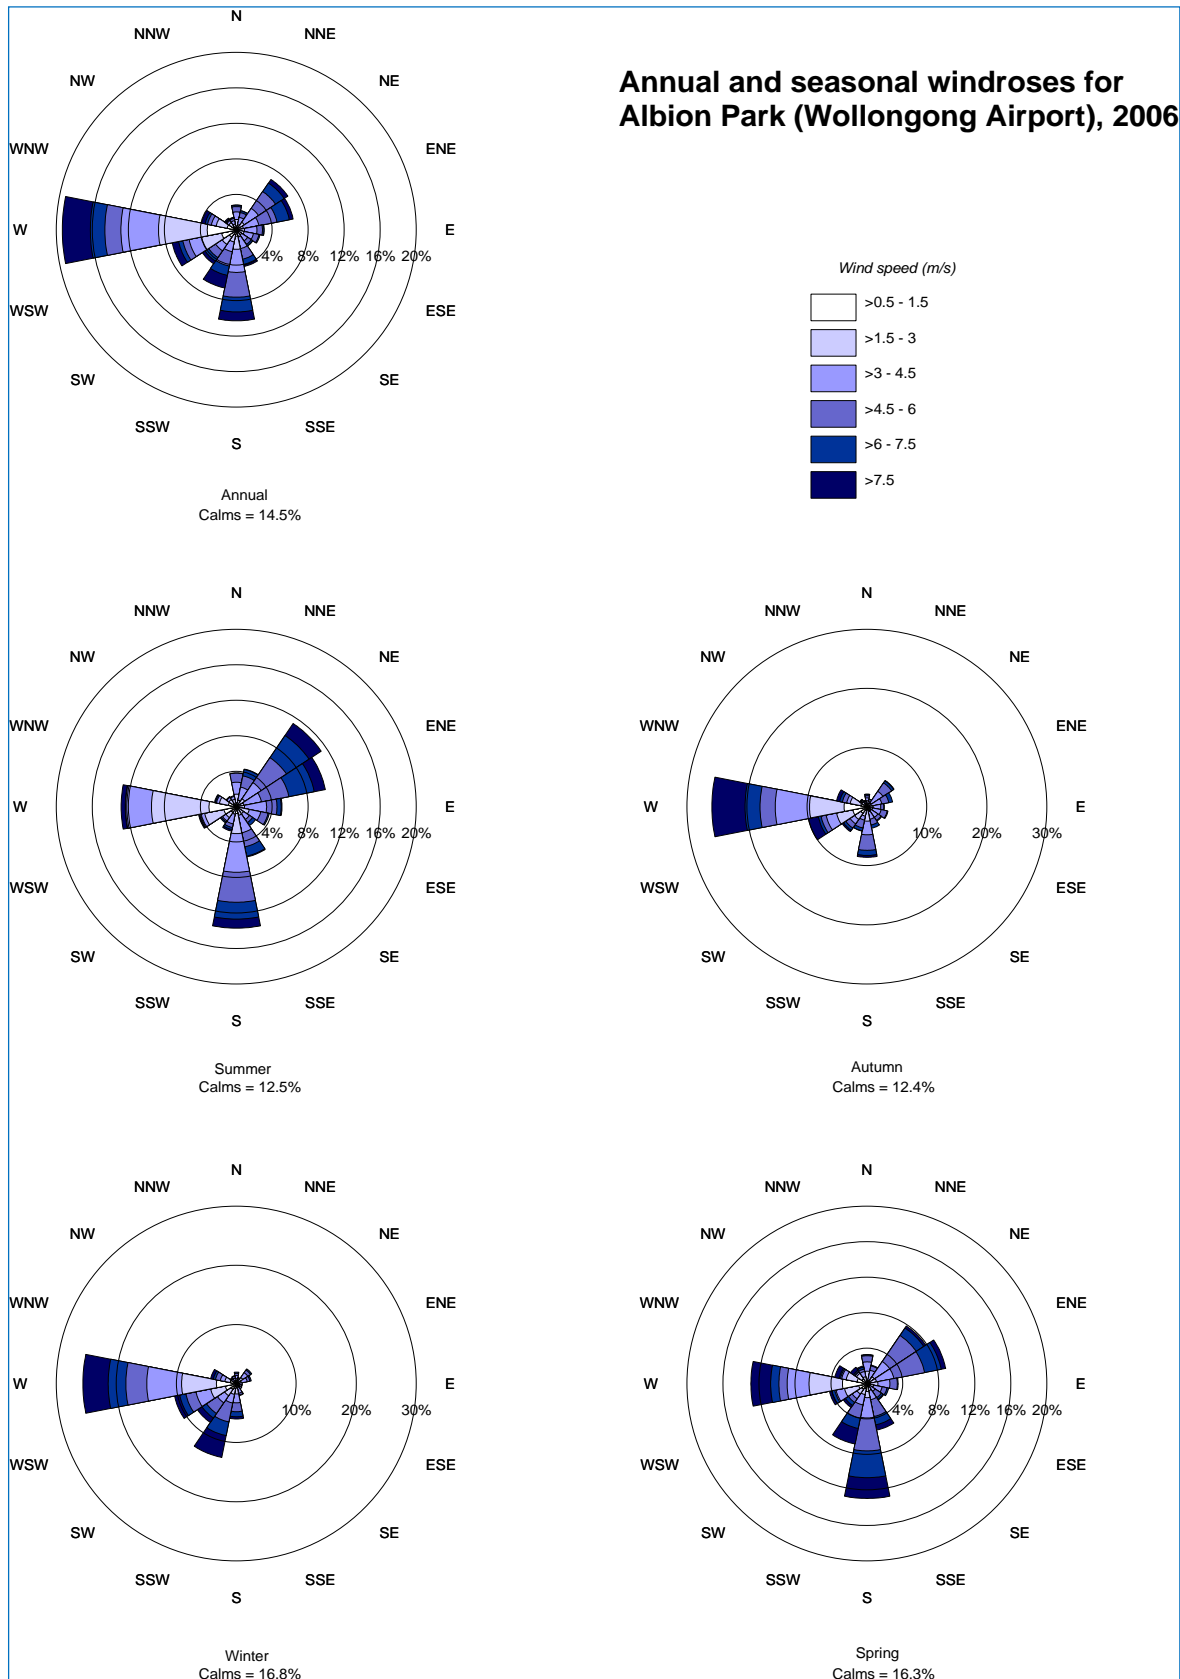 Annual and seasonal windroses for
Albion Park (Wollongong Airport), 2006
N
NNW NNE
NW NE
WNW ENE
W E
4% 8% 12% 16% 20%
WSW ESE
SW SE
SSW SSE
S
Annual
Calms = 14.5%
Wind speed (m/s)
>0.5 - 1.5
>1.5 - 3
>3 - 4.5
>4.5 - 6
>6 - 7.5
>7.5
N
NNW NNE
NW NE
WNW ENE
W E
4% 8% 12% 16% 20%
WSW ESE
SW SE
SSW SSE
S
Summer
Calms = 12.5%
N
NNW NNE
NW NE
WNW ENE
W E
10% 20% 30%
WSW ESE
SW SE
SSW SSE
S
Autumn
Calms = 12.4%
N
NNW NNE
NW NE
WNW ENE
W E
10% 20% 30%
WSW ESE
SW SE
SSW SSE
S
Winter
Calms = 16.8%
N
NNW NNE
NW NE
WNW ENE
W E
4% 8% 12% 16% 20%
WSW ESE
SW SE
SSW SSE
S
Spring
Calms = 16.3%